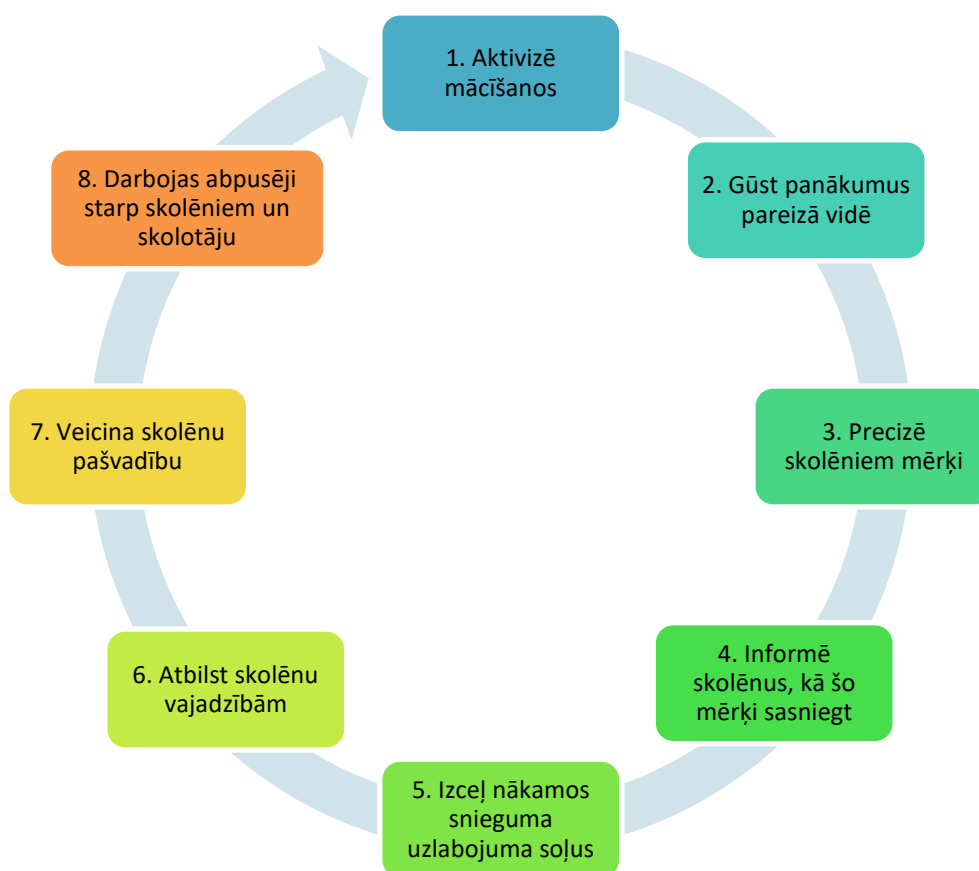 1. Aktivizē
mācīšanos
2. Gūst panākumus
pareizā vidē
3. Precizē
skolēniem mērķi
4. Informē
skolēnus, kā šo
mērķi sasniegt
5. Izceļ nākamos
snieguma
uzlabojuma soļus
6. Atbilst skolēnu
vajadzībām
7. Veicina skolēnu
pašvadību
8. Darbojas abpusēji
starp skolēniem un
skolotāju